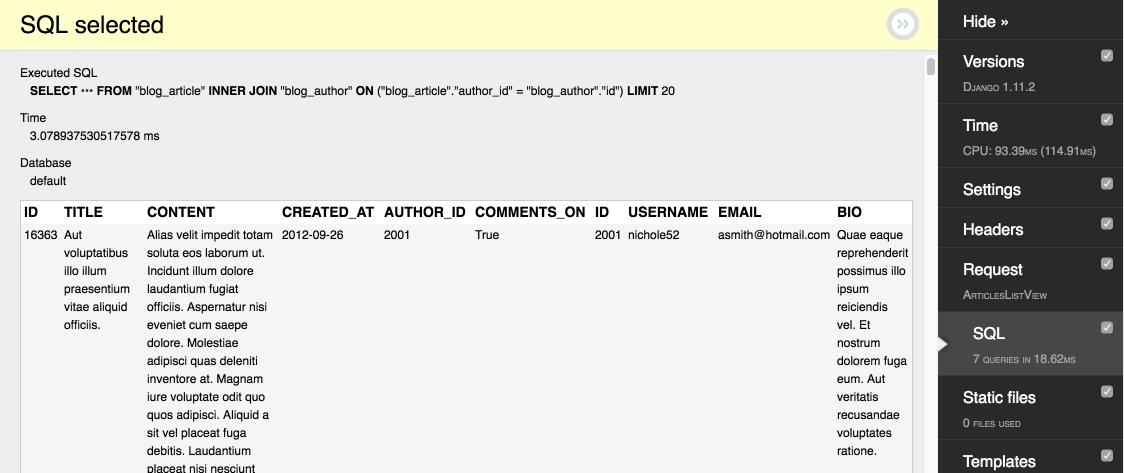 SQL selected
Executed SQL
SELECT ••• FROM "blog_article" INNER JOIN "blog_author" ON ("blog_article"."author_id" = "blog_author"."id") LIMIT 20
Time
3.078937530517578 ms
Database
default
ID TITLE CONTENT CREATED_AT AUTHOR_ID COMMENTS_ON ID USERNAME EMAIL BIO
16363 Aut Alias velit impedit totam 2012-09-26 2001 True 2001 nichole52 asmith@hotmail.com Quae eaque
voluptatibus soluta eos laborum ut. reprehenderit
illo illum Incidunt illum dolore possimus illo
praesentium laudantium fugiat ipsum
vitae aliquid officiis. Aspernatur nisi reiciendis
officiis. eveniet cum saepe vel. Et
dolore. Molestiae nostrum
adipisci quas deleniti dolorem fuga
inventore at. Magnam eum. Aut
iure voluptate odit quo veritatis
quos adipisci. Aliquid a recusandae
sit vel placeat fuga voluptates
debitis. Laudantium ratione.
placeat nisi nesciunt
Hide »
Versions
Django 1.11.2
Time
CPU: 93.39ms (114.91ms)
Settings
Headers
Request
ArticlesListView
SQL
7 queries in 18.62ms
Static files
0 files used
Templates